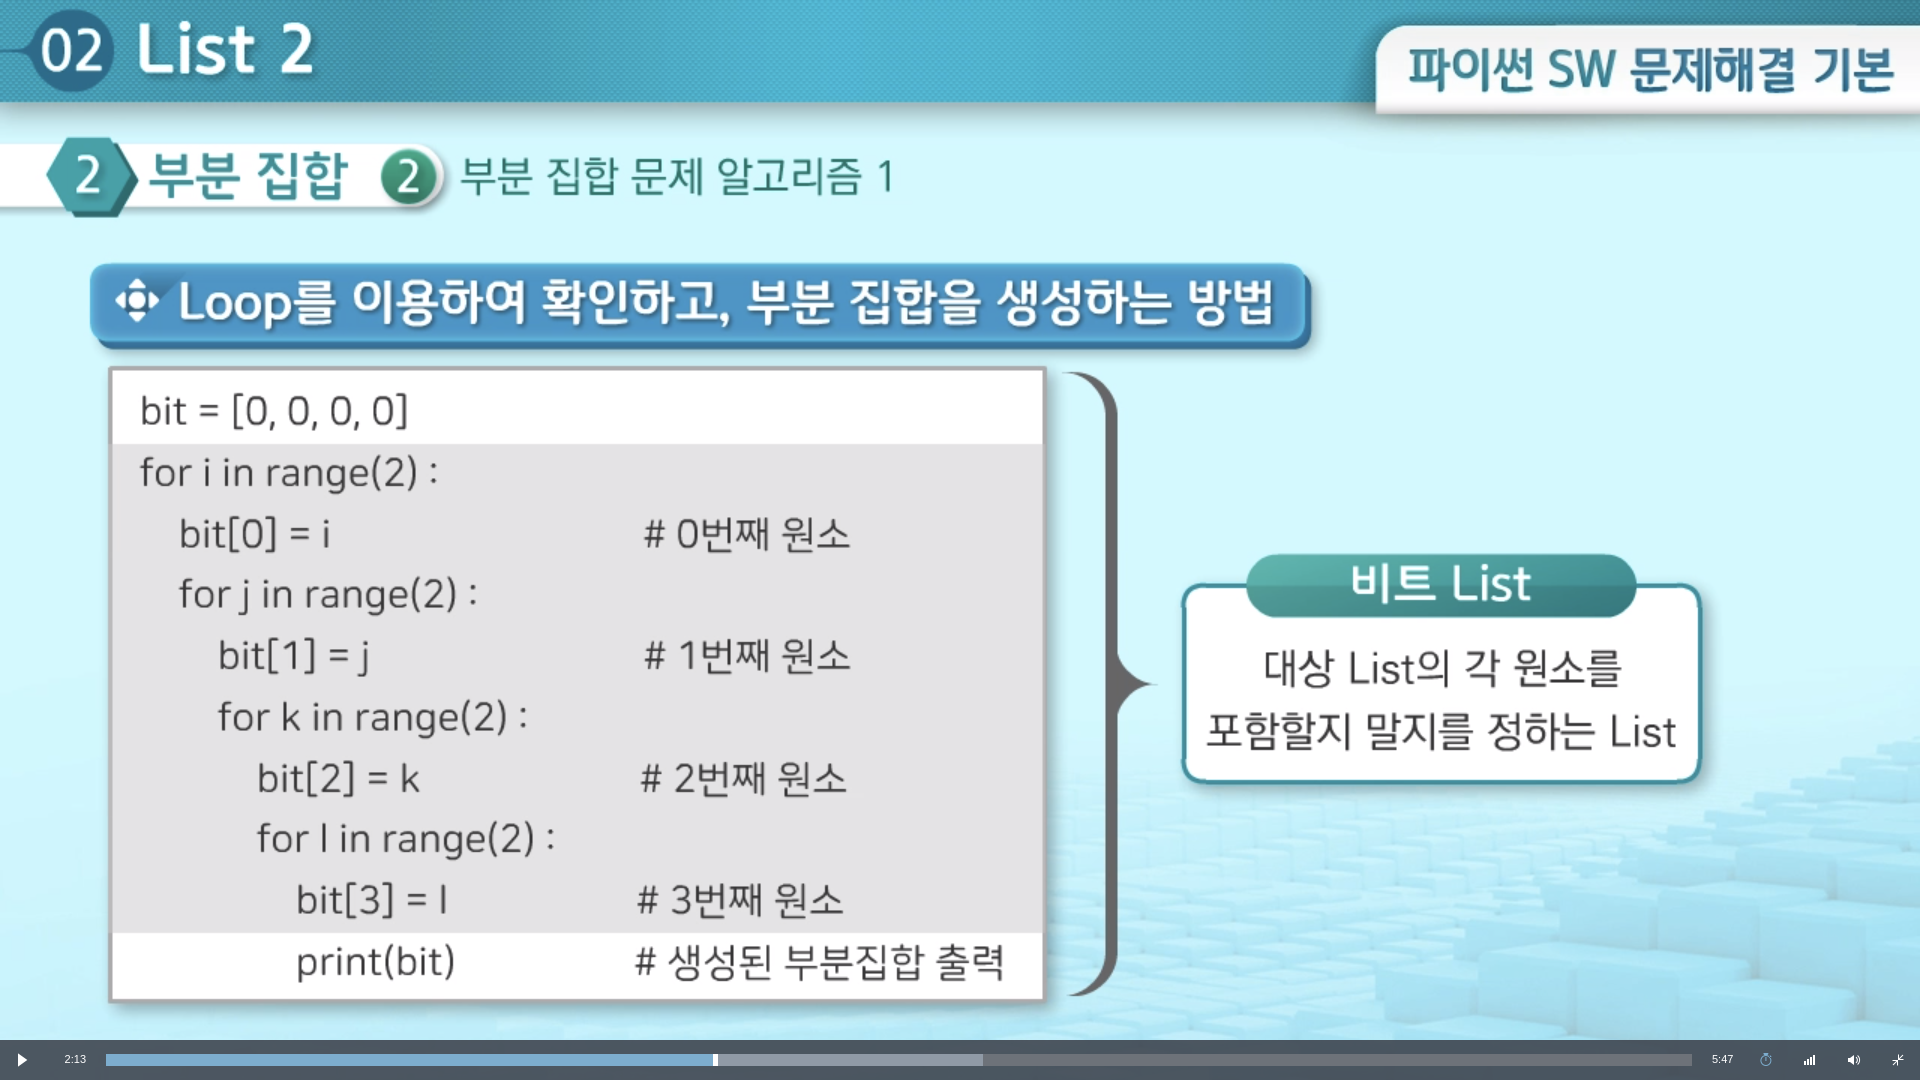 02 List 2
파이썬 SW 문제해결 기본
2 부분 집합 2 부분 집합 문제 알고리즘 1
Loop를 이용하여 확인하고, 부분 집합을 생성하는 방법
bit = [0, 0, 0, 0]
for i in range(2) :
bit[0] = i # 0번째 원소
for j in range(2) :
bit[1] = j # 1번째 원소
for k in range(2) :
bit[2] = k # 2번째 원소
for l in range(2) :
bit[3] = l # 3번째 원소
print(bit) # 생성된 부분집합 출력
비트 List
대상 List의 각 원소를
포함할지 말지를 정하는 List
2:13 5:47